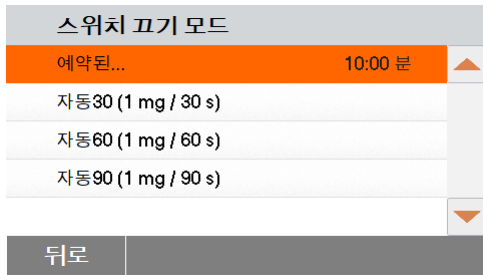 스위치 끄기 모드
예약된... 10:00 분
자동30 (1 mg / 30 s)
자동60 (1 mg / 60 s)
자동90 (1 mg / 90 s)
뒤로